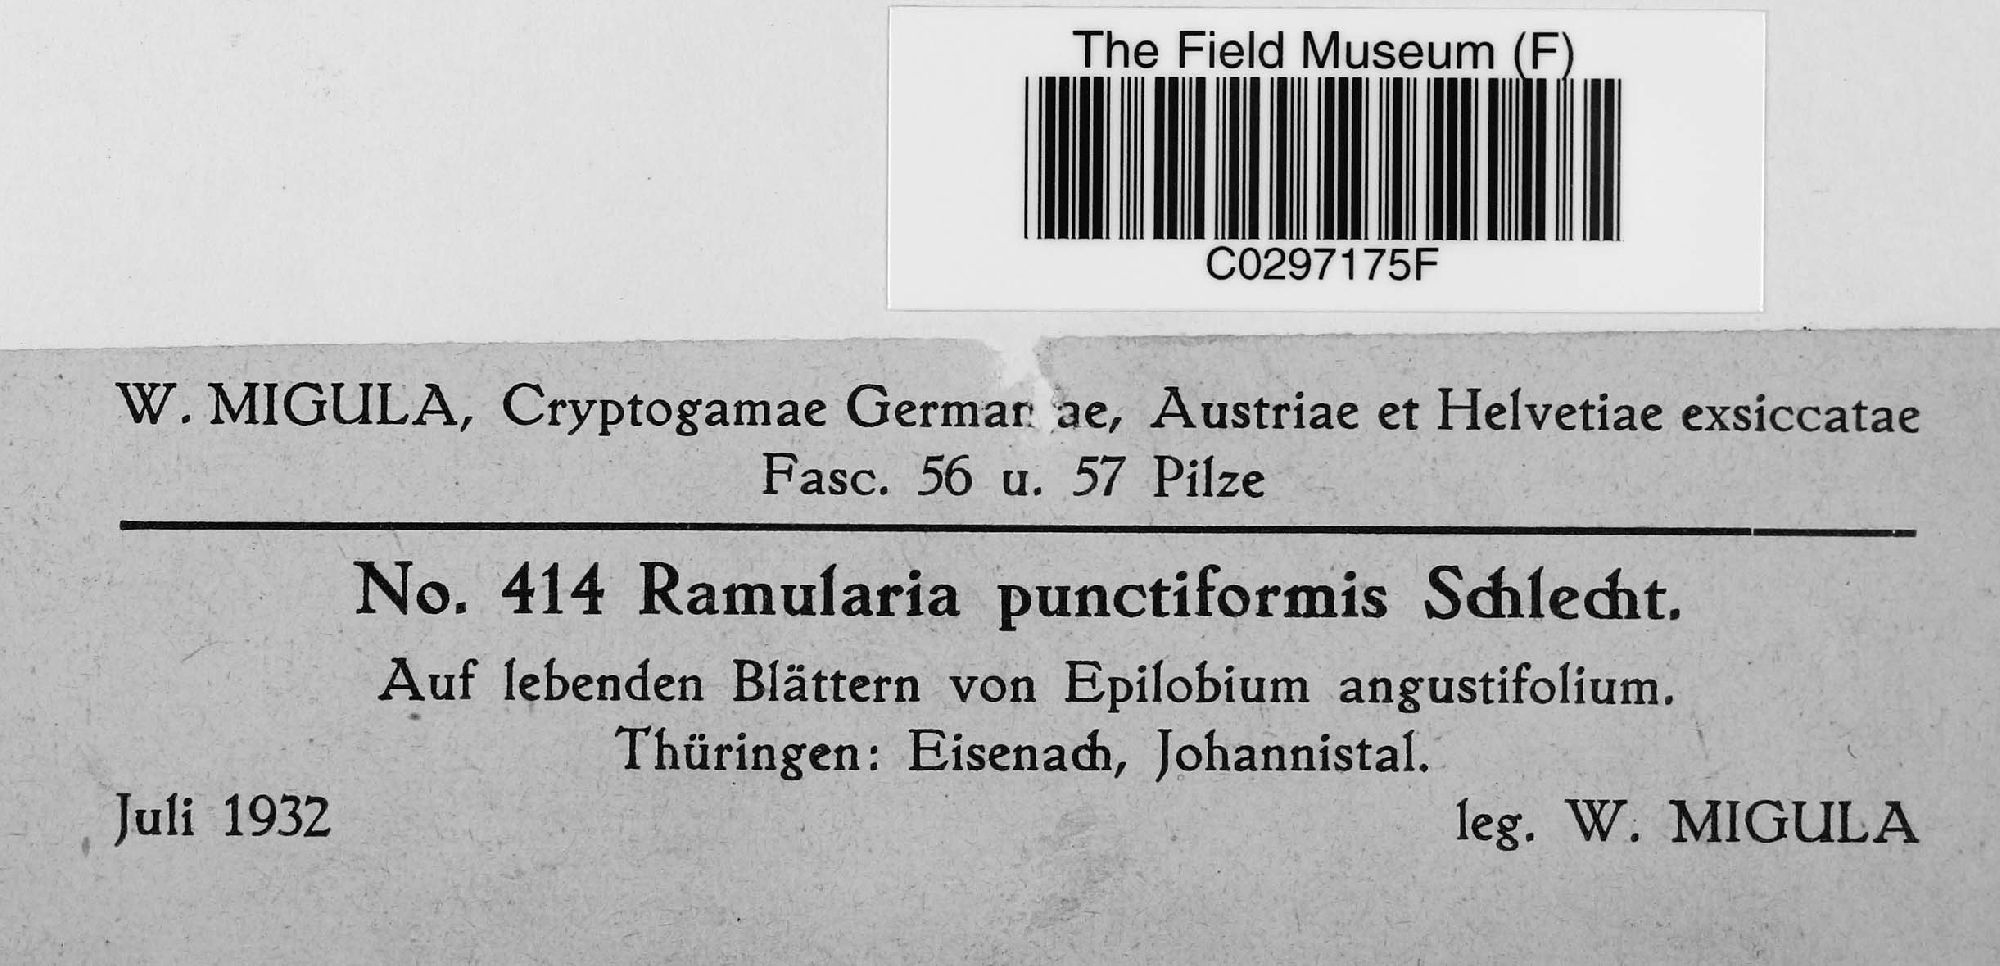 The Field Museum (F)
C0297175F
W. MIGULA, Cryptogamae German ae, Austriae et Helvetiae exsiccatae
Fasc. 56 u. 57 Pilze
No. 414 Ramularia punctiformis Schlecht.
Auf lebenden Blättern von Epilobium angustifolium.
Thüringen: Eisenach, Johannistal.
Juli 1932
leg. W. MIGULA